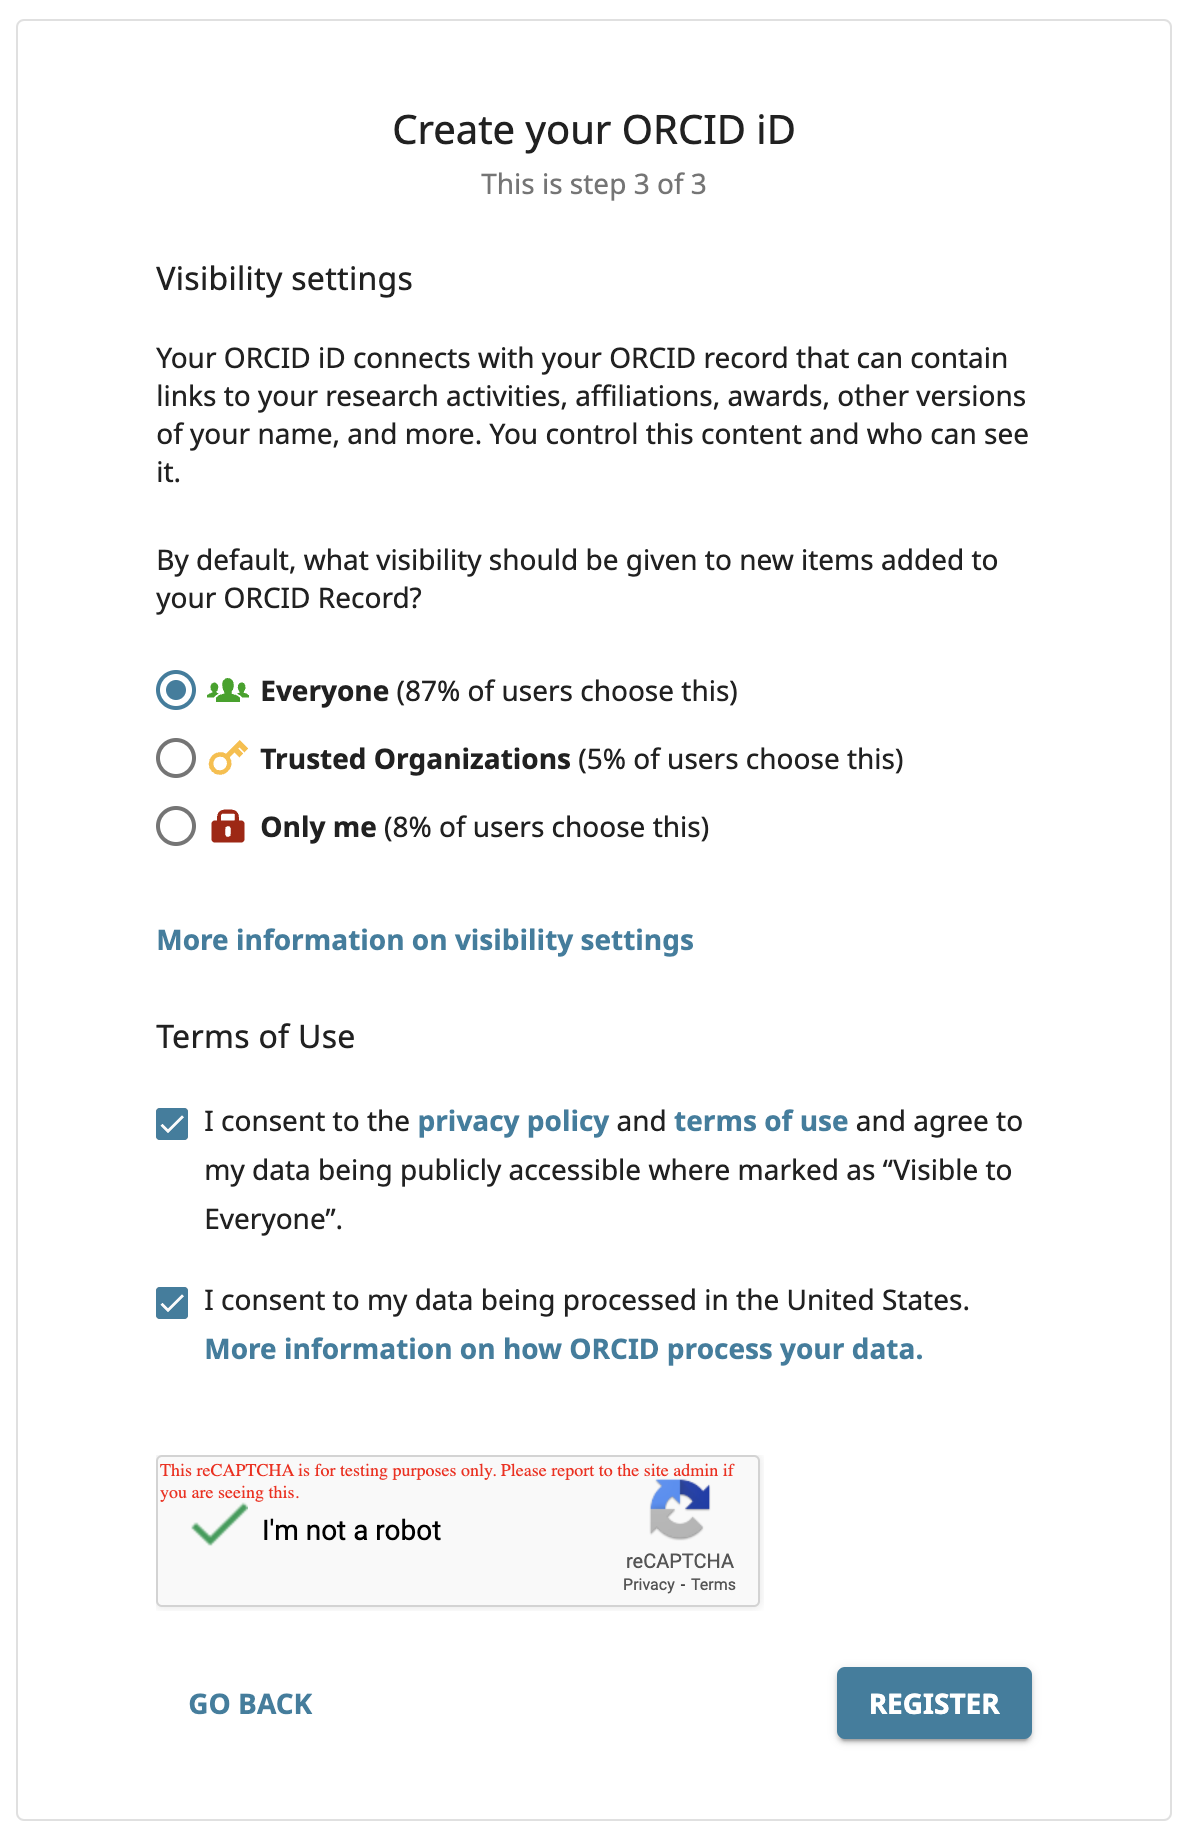 Create your ORCID iD
This is step 3 of 3
Visibility settings
Your ORCID iD connects with your ORCID record that can contain
links to your research activities, affiliations, awards, other versions
of your name, and more. You control this content and who can see
it.
By default, what visibility should be given to new items added to
your ORCID Record?
Everyone (87% of users choose this)
Trusted Organizations (5% of users choose this)
Only me (8% of users choose this)
More information on visibility settings
Terms of Use
I consent to the privacy policy and terms of use and agree to
my data being publicly accessible where marked as “Visible to
Everyone”.
I consent to my data being processed in the United States.
More information on how ORCID process your data.
This reCAPTCHA is for testing purposes only. Please report to the site admin if
you are seeing this.
I'm not a robot
reCAPTCHA
Privacy - Terms
GO BACK
REGISTER